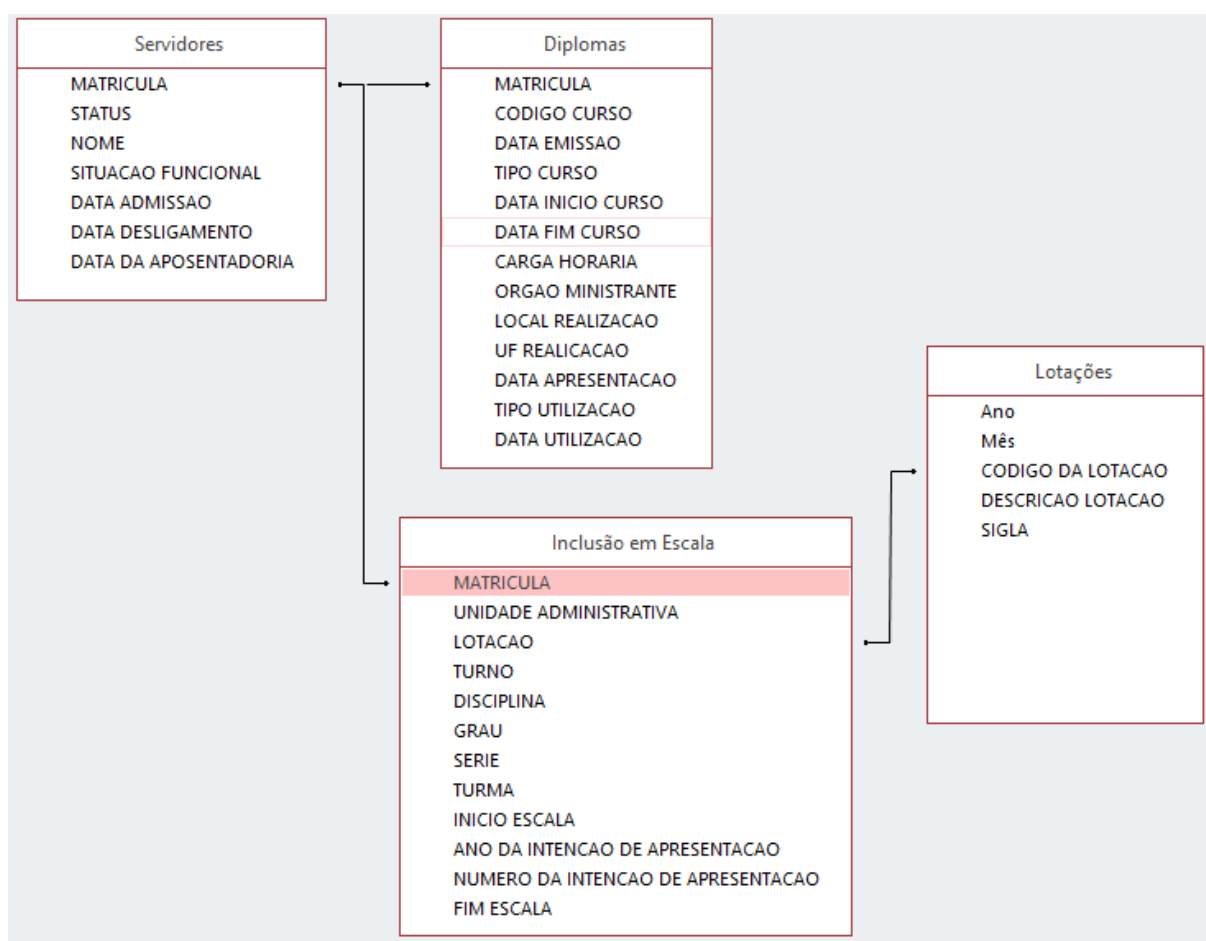 Servidores
MATRICULA
STATUS
NOME
SITUACAO FUNCIONAL
DATA ADMISSAO
DATA DESLIGAMENTO
DATA DA APOSENTADORIA
Diplomas
MATRICULA
CODIGO CURSO
DATA EMISSAO
TIPO CURSO
DATA INICIO CURSO
DATA FIM CURSO
CARGA HORARIA
ORGAO MINISTRANTE
LOCAL REALIZACAO
UF REALICACAO
DATA APRESENTACAO
TIPO UTILIZACAO
DATA UTILIZACAO
Lotações
Ano
Mês
CODIGO DA LOTACAO
DESCRICAO LOTACAO
SIGLA
Inclusão em Escala
MATRICULA
UNIDADE ADMINISTRATIVA
LOTACAO
TURNO
DISCIPLINA
GRAU
SERIE
TURMA
INICIO ESCALA
ANO DA INTENCAO DE APRESENTACAO
NUMERO DA INTENCAO DE APRESENTACAO
FIM ESCALA